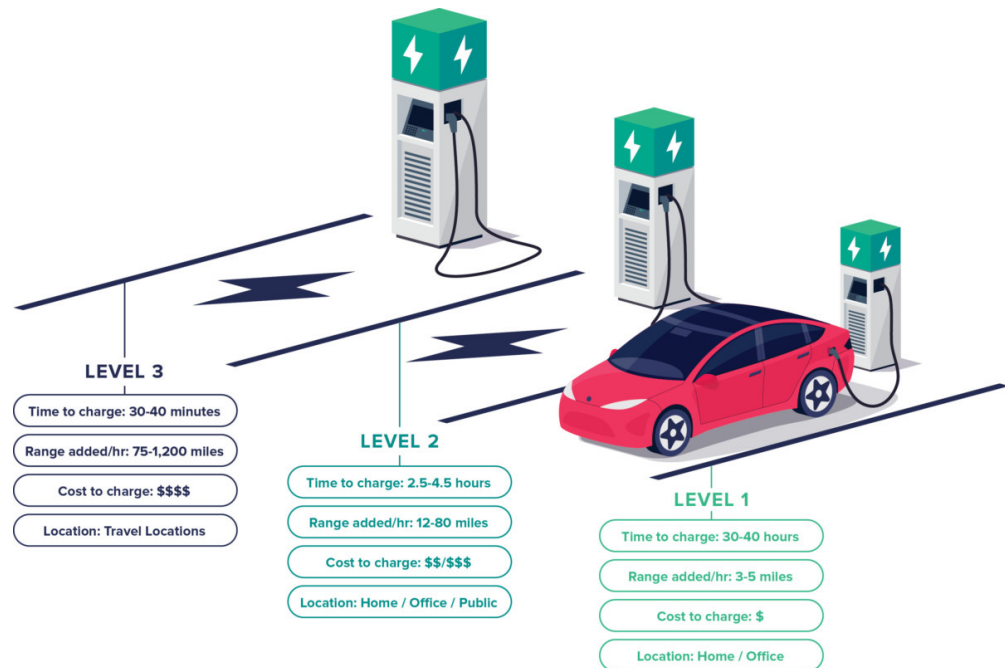 LEVEL 3
Time to charge: 30-40 minutes
Range added/hr: 75-1,200 miles
Cost to charge: $$$$
Location: Travel Locations
LEVEL 2
Time to charge: 2.5-4.5 hours
Range added/hr: 12-80 miles
Cost to charge: $$/$$$
Location: Home / Office / Public
LEVEL 1
Time to charge: 30-40 hours
Range added/hr: 3-5 miles
Cost to charge: $
Location: Home / Office